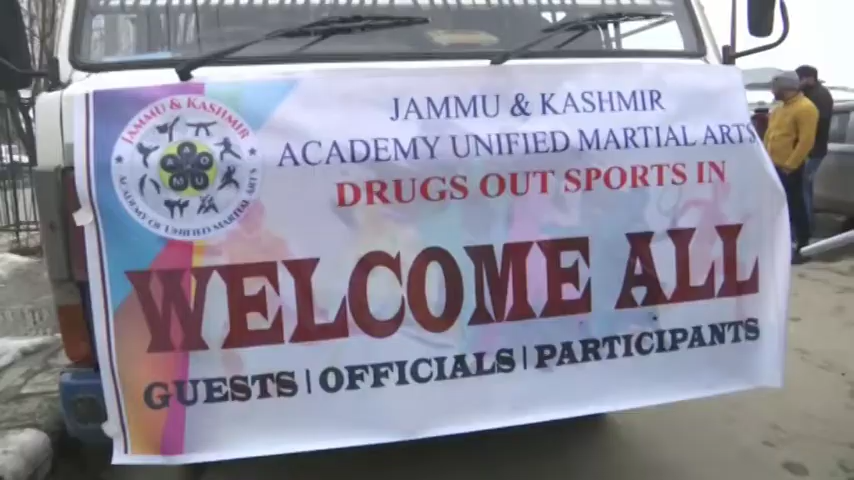 JAMMU & KASHMIR
ACADEMY OF UNIFIED MARTIAL ARTS
JAMMU & KASHMIR
ACADEMY UNIFIED MARTIAL ARTS
DRUGS OUT SPORTS IN
WELCOME ALL
GUESTS | OFFICIALS | PARTICIPANTS